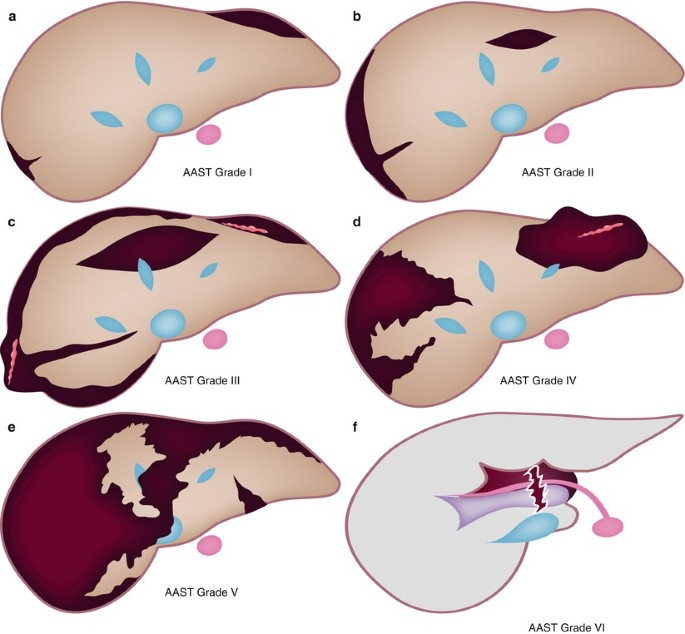 a
b
AAST Grade I
AAST Grade II
c
d
AAST Grade III
AAST Grade IV
e
f
AAST Grade V
AAST Grade VI